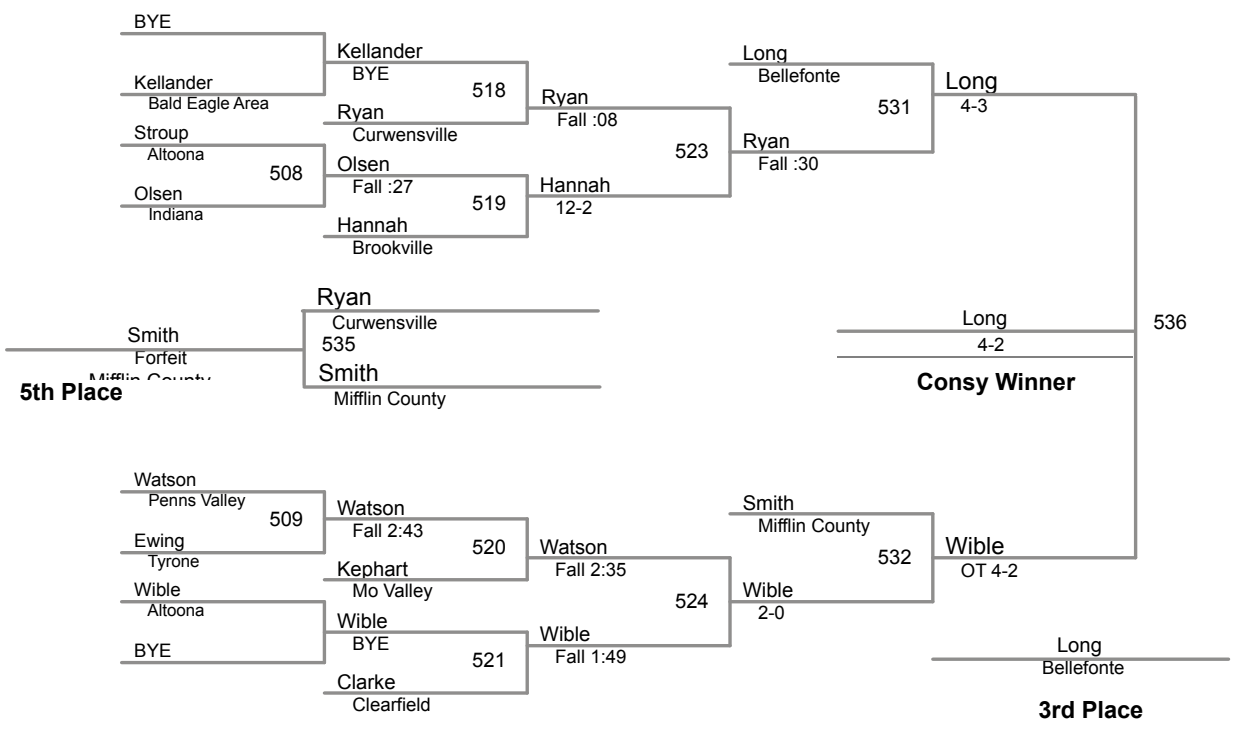 BYE
Kellander
Bald Eagle Area
Stroup
Altoona
508
Olsen
Indiana
Kellander
BYE
518
Ryan
Curwensville
Olsen
Fall :27
519
Hannah
Brookville
Ryan
Fall :08
523
Hannah
12-2
Long
Bellefonte
531
Ryan
Fall :30
Long
4-3
Ryan
Curwensville
535
Smith
Mifflin County
Smith
Forfeit
Mifflin County
5th Place
536
Long
4-2
Consy Winner
Watson
Penns Valley
509
Ewing
Tyrone
Wible
Altoona
BYE
Watson
Fall 2:43
520
Kephart
Mo Valley
Wible
BYE
521
Clarke
Clearfield
Watson
Fall 2:35
524
Wible
Fall 1:49
Smith
Mifflin County
532
Wible
2-0
Wible
OT 4-2
Long
Bellefonte
3rd Place